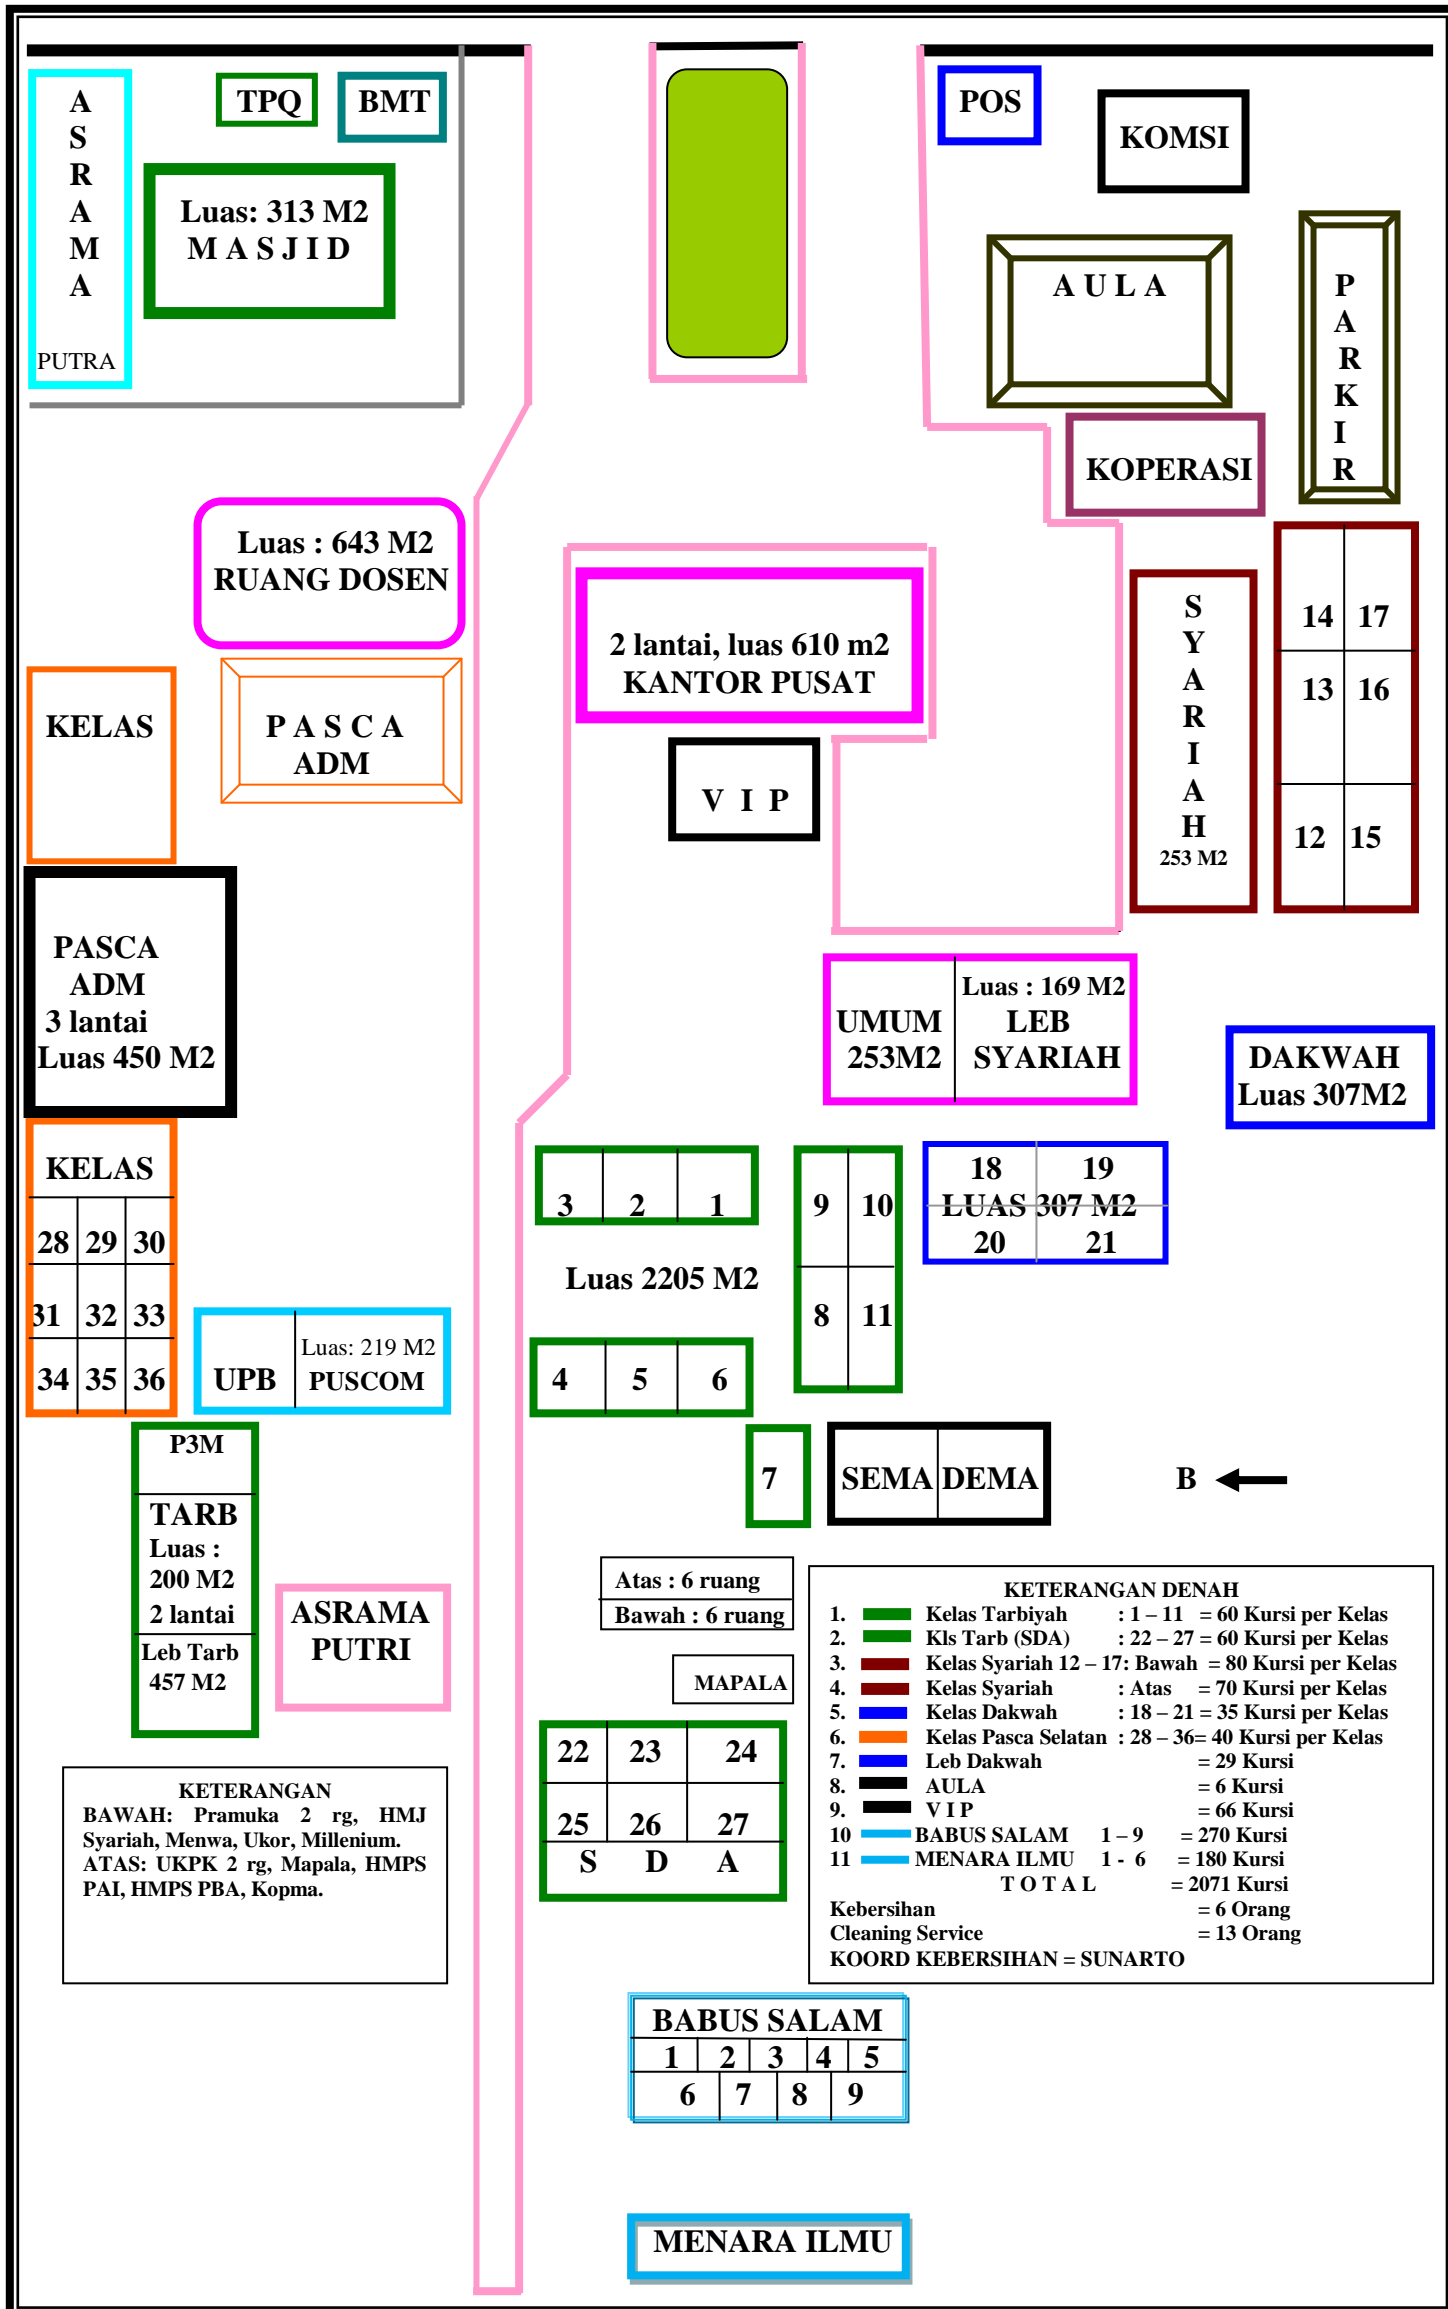 A
S
R
A
M
A
PUTRA
TPQ
BMT
Luas: 313 M2
M A S J I D
POS
KOMSI
A U L A
P
A
R
K
I
R
KOPERASI
Luas : 643 M2
RUANG DOSEN
2 lantai, luas 610 m2
KANTOR PUSAT
S
Y
A
R
I
A
H
253 M2
14 17
13 16
12 15
KELAS
P A S C A
ADM
V I P
PASCA
ADM
3 lantai
Luas 450 M2
UMUM
253M2
Luas : 169 M2
LEB
SYARIAH
DAKWAH
Luas 307M2
KELAS
28 29 30
31 32 33
34 35 36
3 2 1
Luas 2205 M2
4 5 6
9 10
8 11
18 19
LUAS 307 M2
20 21
UPB
Luas: 219 M2
PUSCOM
7
SEMA DEMA
B
P3M
TARB
Luas :
200 M2
2 lantai
Leb Tarb
457 M2
ASRAMA
PUTRI
Atas : 6 ruang
Bawah : 6 ruang
MAPALA
22 23 24
25 26 27
S D A
KETERANGAN DENAH
1. Kelas Tarbiyah : 1 – 11 = 60 Kursi per Kelas
2. Kls Tarb (SDA) : 22 – 27 = 60 Kursi per Kelas
3. Kelas Syariah 12 – 17: Bawah = 80 Kursi per Kelas
4. Kelas Syariah : Atas = 70 Kursi per Kelas
5. Kelas Dakwah : 18 – 21 = 35 Kursi per Kelas
6. Kelas Pasca Selatan : 28 – 36= 40 Kursi per Kelas
7. Leb Dakwah = 29 Kursi
8. AULA = 6 Kursi
9. V I P = 66 Kursi
10 BABUS SALAM 1 – 9 = 270 Kursi
11 MENARA ILMU 1 - 6 = 180 Kursi
T O T A L = 2071 Kursi
Kebersihan = 6 Orang
Cleaning Service = 13 Orang
KOORD KEBERSIHAN = SUNARTO
KETERANGAN
BAWAH: Pramuka 2 rg, HMJ
Syariah, Menwa, Ukor, Millenium.
ATAS: UKPK 2 rg, Mapala, HMPS
PAI, HMPS PBA, Kopma.
BABUS SALAM
1 2 3 4 5
6 7 8 9
MENARA ILMU